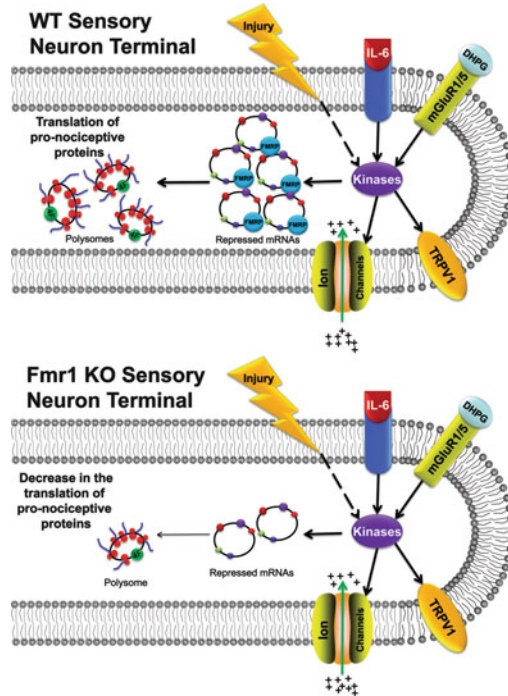 WT Sensory
Neuron Terminal
Injury
IL-6
DHPG
mGluR1/5
Translation of
pro-nociceptive
proteins
FMRP
FMRP
FMRP
FMRP
FMRP
Kinases
Polysomes
Repressed mRNAs
Ion
Channels
TRPV1
Fmr1 KO Sensory
Neuron Terminal
Injury
IL-6
DHPG
mGluR1/5
Decrease in the
translation of
pro-nociceptive
proteins
Kinases
Polysome
Repressed mRNAs
Ion
Channels
TRPV1